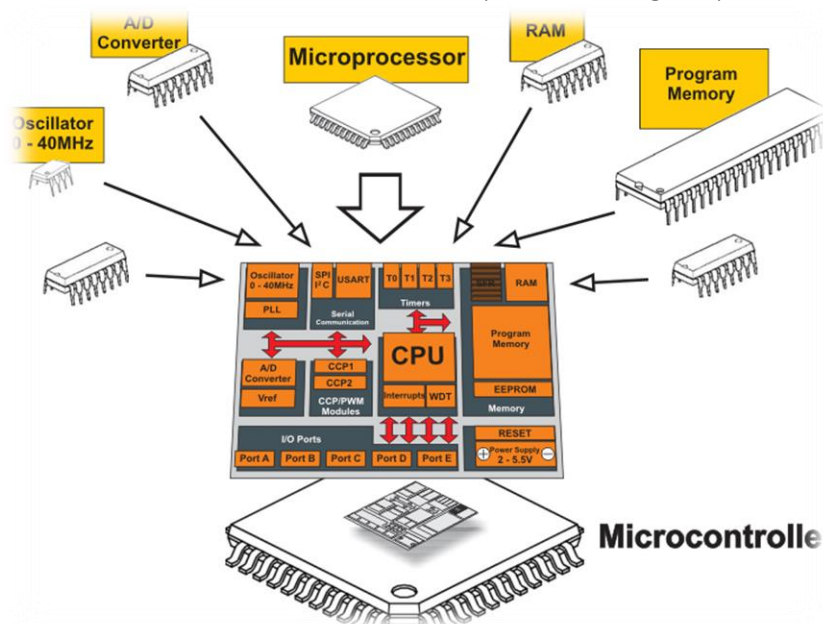 A/D
Converter
Microprocessor
RAM
Program
Memory
Oscillator
0 - 40MHz
Oscillator
0 - 40MHz
PLL
SPI
I²C
USART
Serial
Communication
T0 T1 T2 T3
Timers
SFR
RAM
Program
Memory
EEPROM
Memory
A/D
Converter
Vref
CCP1
CCP2
CCP/PWM
Modules
CPU
Interrupts
WDT
I/O Ports
Port A
Port B
Port C
Port D
Port E
RESET
Power Supply
2 - 5.5V
Microcontrolle